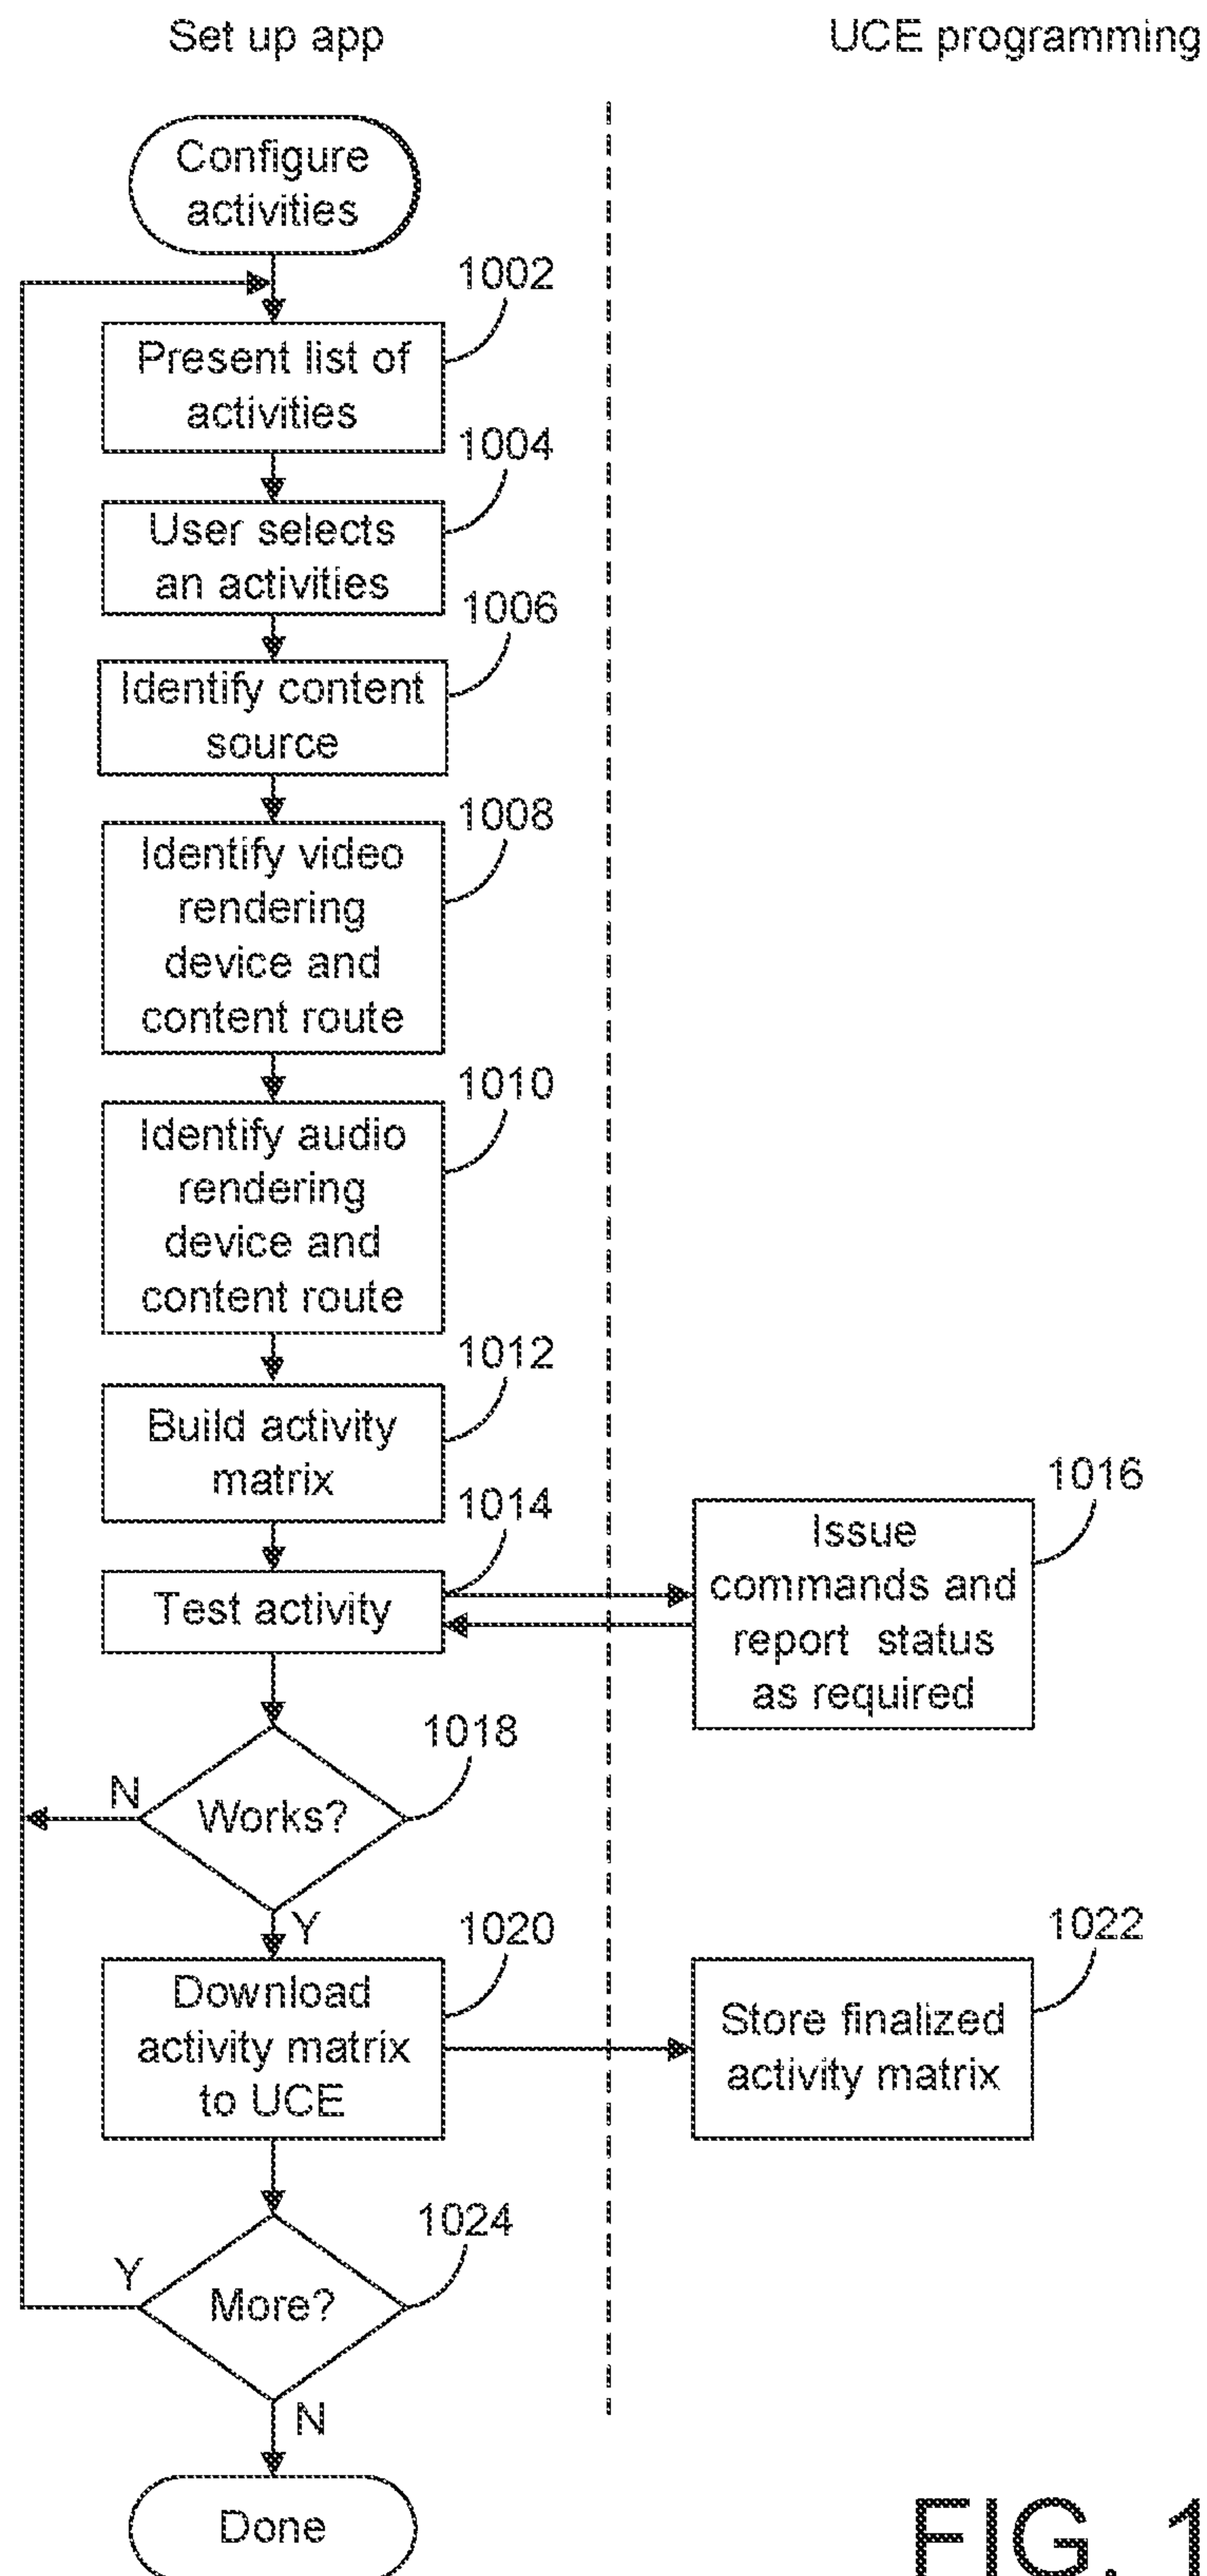 Set up app
UCE programming
Configure
activities
1002
Present list of
activities
1004
User selects
an activities
1006
Identify content
source
1008
Identify video
rendering
device and
content route
1010
Identify audio
rendering
device and
content route
1012
Build activity
matrix
1014
Test activity
1016
Issue
commands and
report status
as required
1018
Works?
N
Y
1020
Download
activity matrix
to UCE
1022
Store finalized
activity matrix
1024
More?
Y
N
Done
FIG. 1